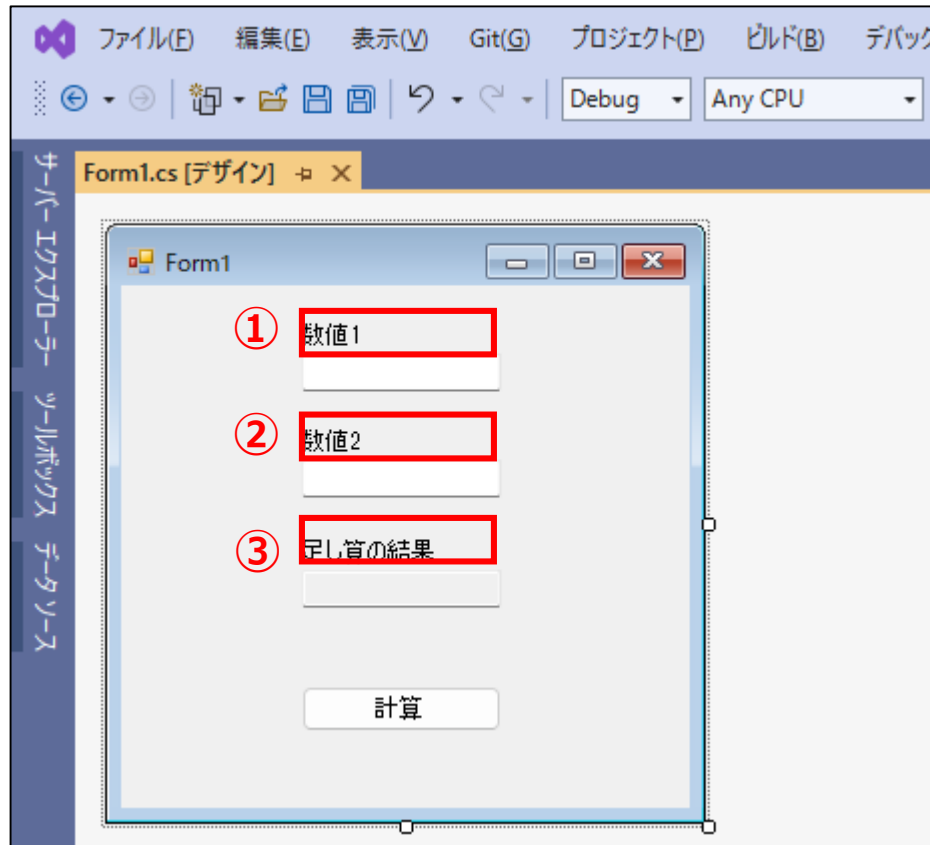 ファイル(F) 編集(E) 表示(V) Git(G) プロジェクト(P) ビルド(B) デバッグ
Debug Any CPU
サーバー エクスプローラー
ツールボックス
データ ソース
Form1.cs [デザイン]
Form1
① 数値1
② 数値2
③ 足し算の結果
計算